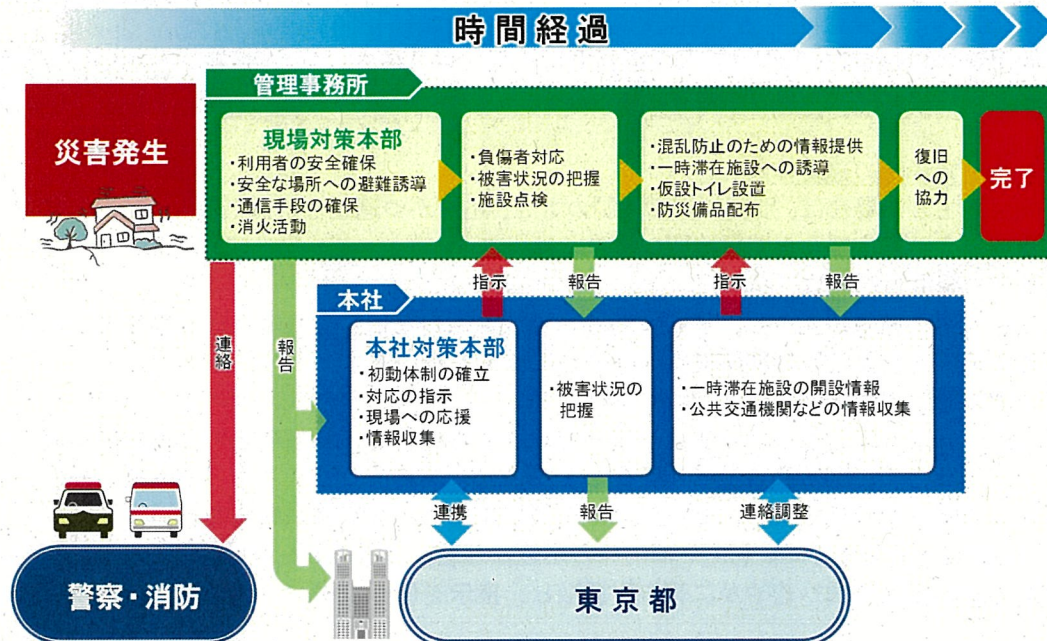 時間経過
災害発生
管理事務所
現場対策本部
・利用者の安全確保
・安全な場所への避難誘導
・通信手段の確保
・消火活動
・負傷者対応
・被害状況の把握
・施設点検
・混乱防止のための情報提供
・一時滞在施設への誘導
・仮設トイレ設置
・防災備品配布
復旧
への
協力
完了
連絡
報告
指示
報告
指示
報告
本社
本社対策本部
・初動体制の確立
・対応の指示
・現場への応援
・情報収集
・被害状況の
把握
・一時滞在施設の開設情報
・公共交通機関などの情報収集
連携
報告
連絡調整
警察・消防
東京都